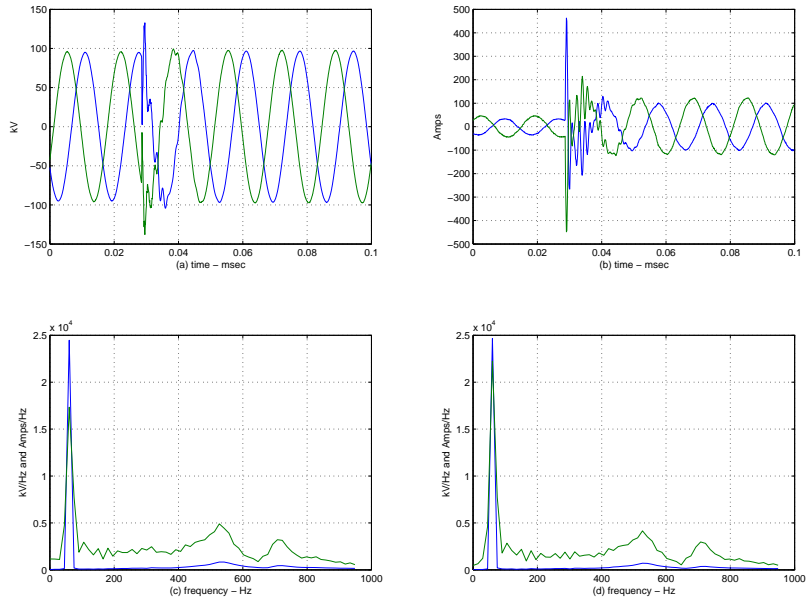 150
100
50
0
−50
−100
−150
0 0.02 0.04 0.06 0.08 0.1
kV
(a) time − msec
500
400
300
200
100
0
−100
−200
−300
−400
−500
0 0.02 0.04 0.06 0.08 0.1
Amps
(b) time − msec
x 10^4
2.5
2
1.5
1
0.5
0
0 200 400 600 800 1000
kV/Hz and Amps/Hz
(c) frequency − Hz
x 10^4
2.5
2
1.5
1
0.5
0
0 200 400 600 800 1000
kV/Hz and Amps/Hz
(d) frequency − Hz